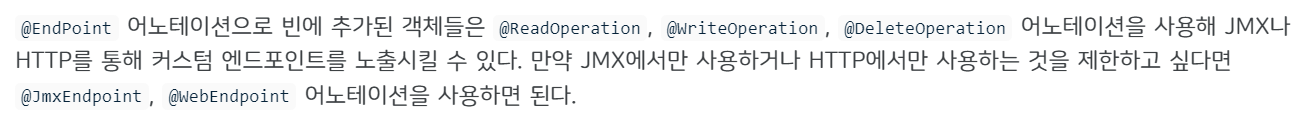 @EndPoint 어노테이션으로 빈에 추가된 객체들은 @ReadOperation, @WriteOperation, @DeleteOperation 어노테이션을 사용해 JMX나
HTTP를 통해 커스텀 엔드포인트를 노출시킬 수 있다. 만약 JMX에서만 사용하거나 HTTP에서만 사용하는 것을 제한하고 싶다면
@JmxEndpoint, @WebEndpoint 어노테이션을 사용하면 된다.